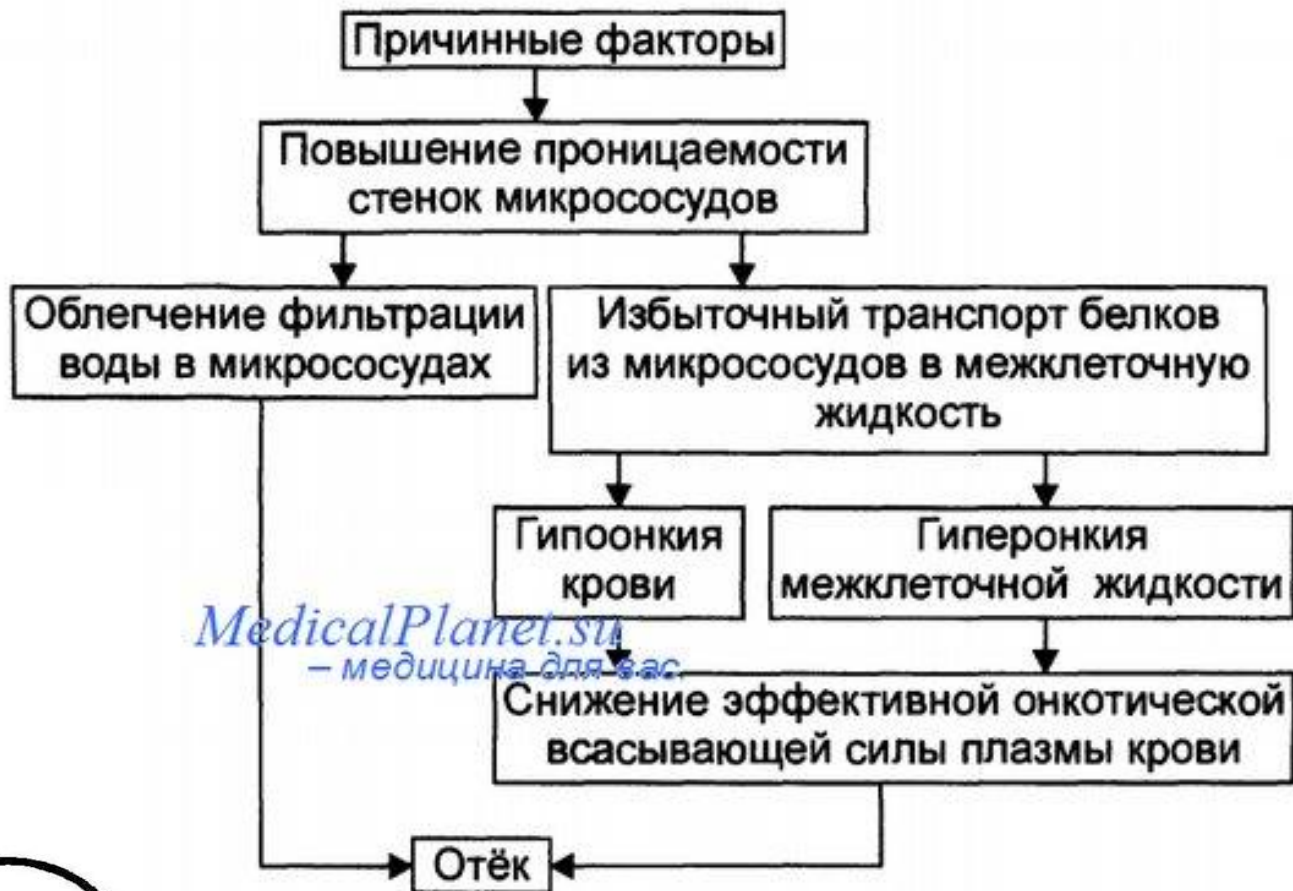 Причинные факторы
Повышение проницаемости
стенок микрососудов
Облегчение фильтрации
воды в микрососудах
Избыточный транспорт белков
из микрососудов в межклеточную
жидкость
Гипоонкия
крови
Гиперонкия
межклеточной жидкости
MedicalPlanet.su
– медицина для вас.
Снижение эффективной онкотической
всасывающей силы плазмы крови
Отёк